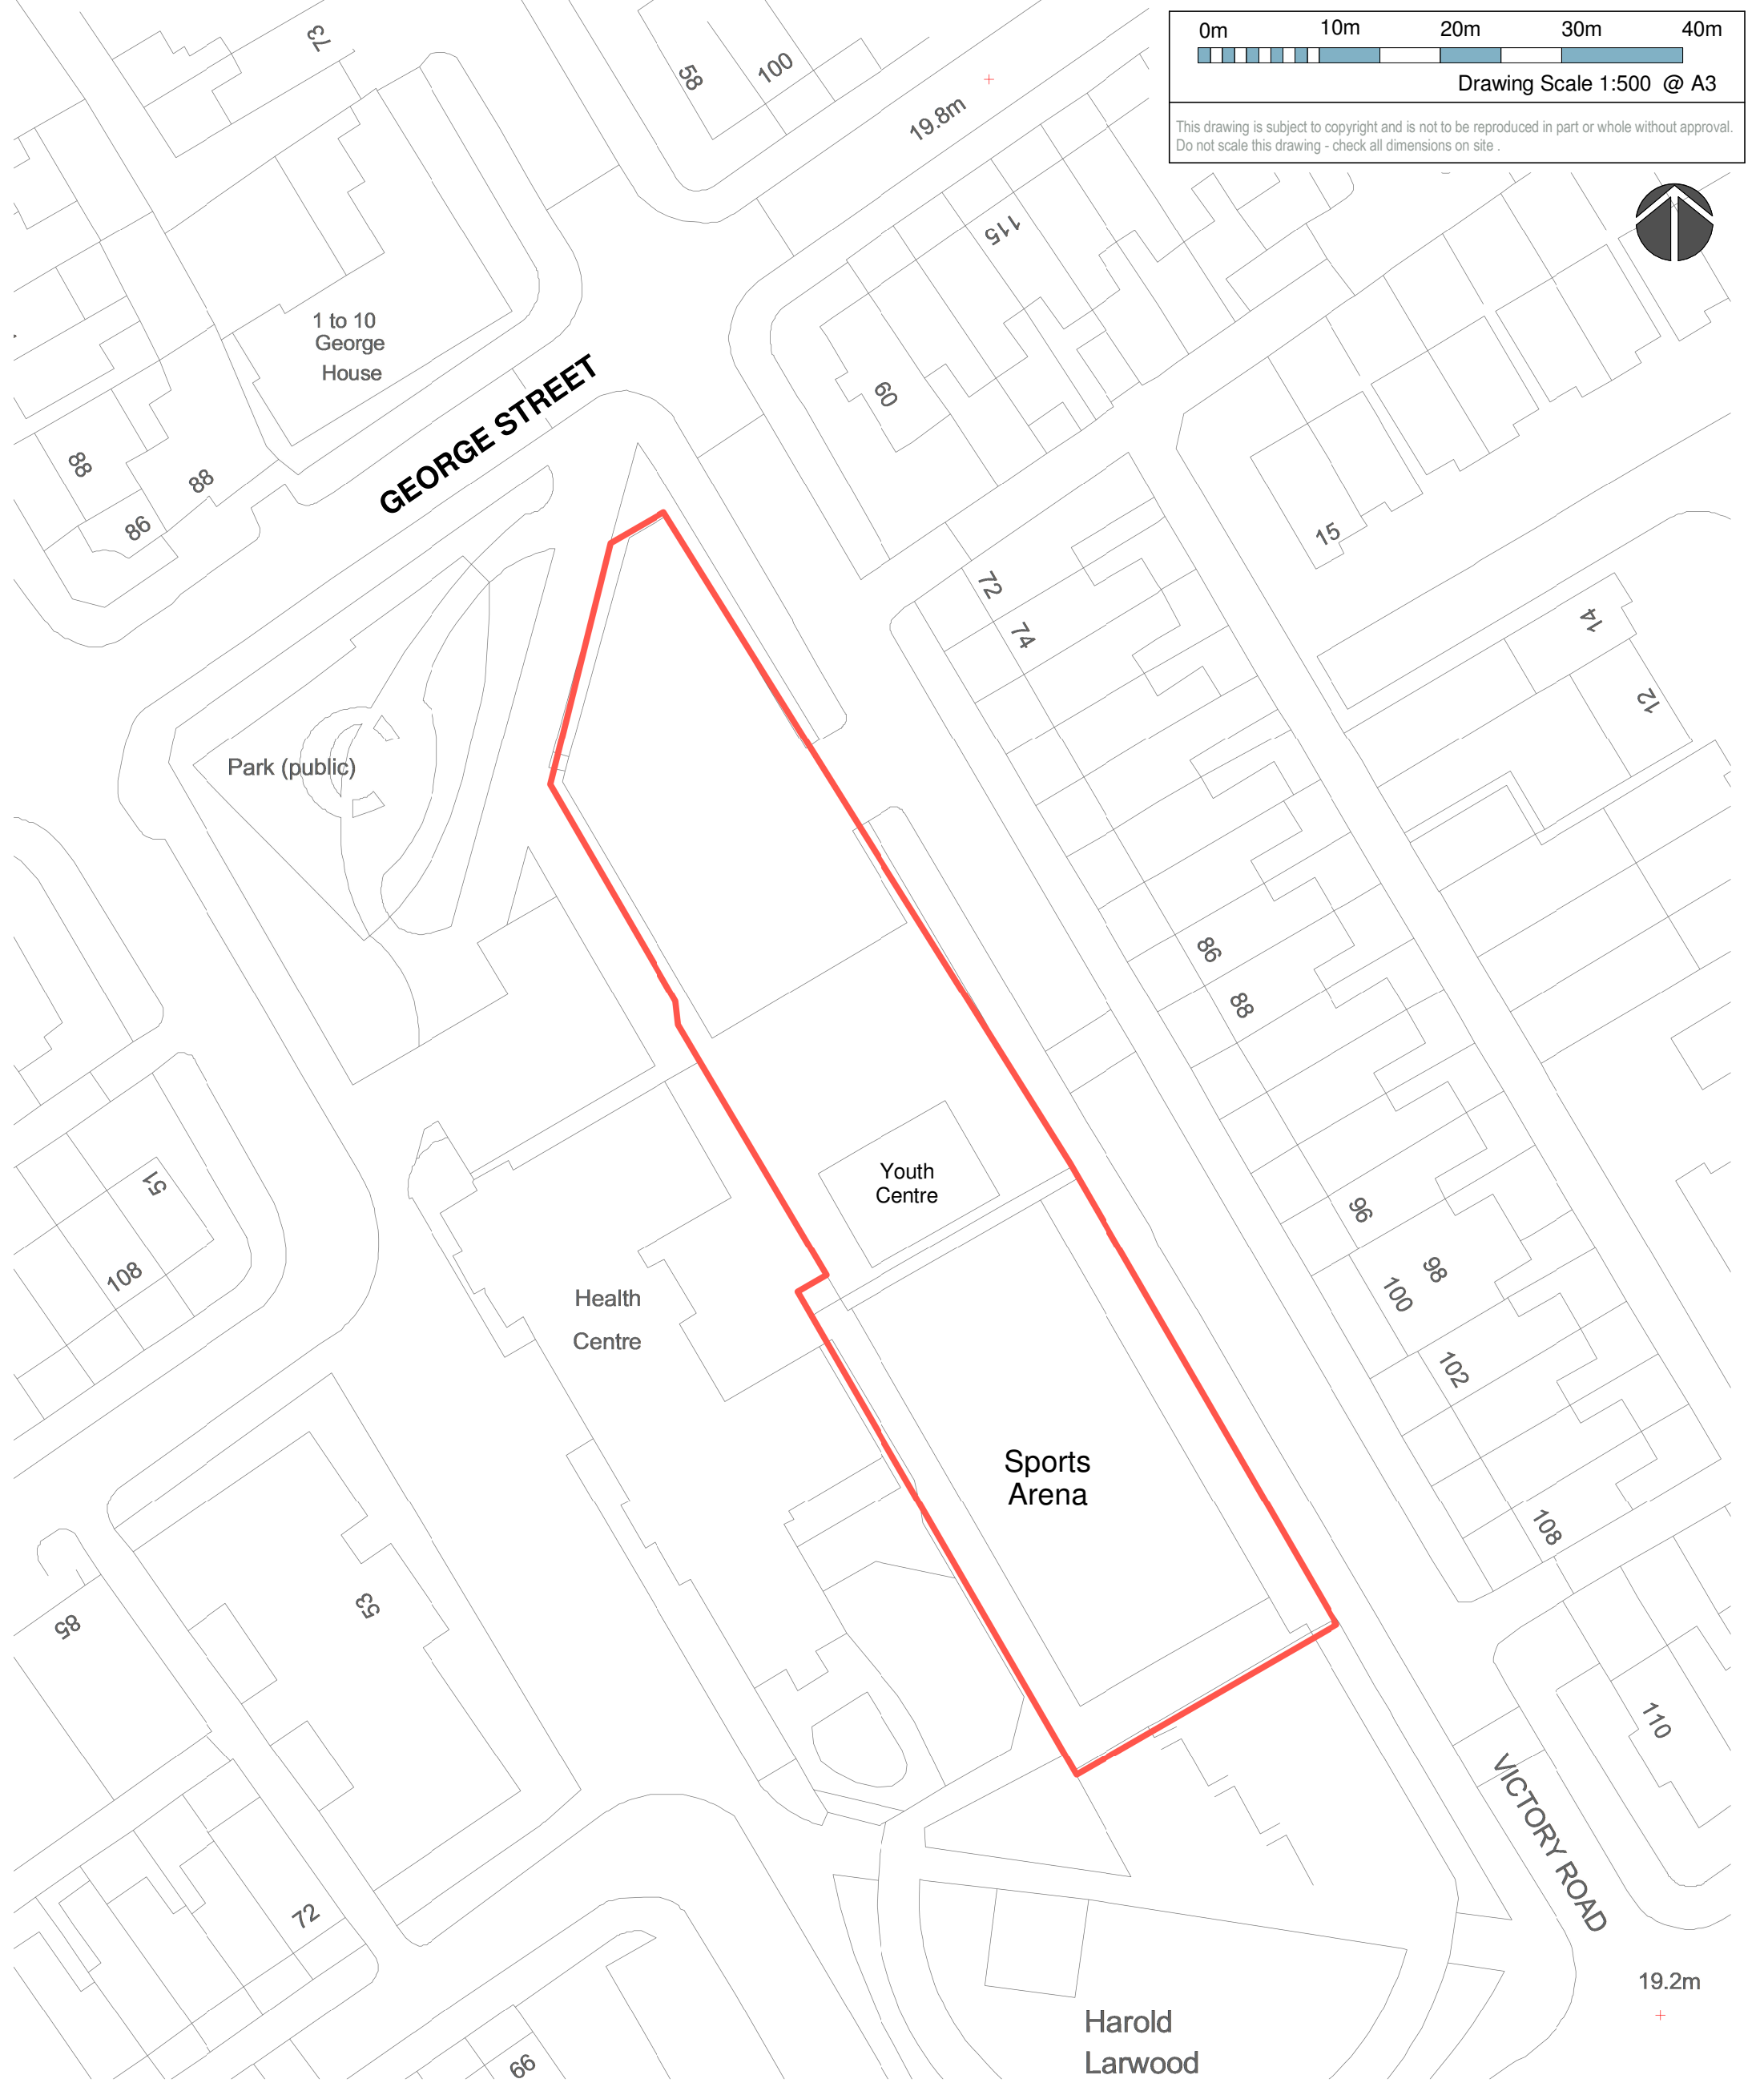 0m 10m 20m 30m 40m
Drawing Scale 1:500 @ A3
This drawing is subject to copyright and is not to be reproduced in part or whole without approval.
Do not scale this drawing - check all dimensions on site .
73
58
100
19.8m
115
1 to 10
George
House
60
GEORGE STREET
88
88
86
15
72
74
14
12
Park (public)
86
88
51
108
Youth
Centre
96
98
100
102
Health
Centre
Sports
Arena
108
53
85
110
VICTORY ROAD
72
19.2m
Harold
Larwood
66